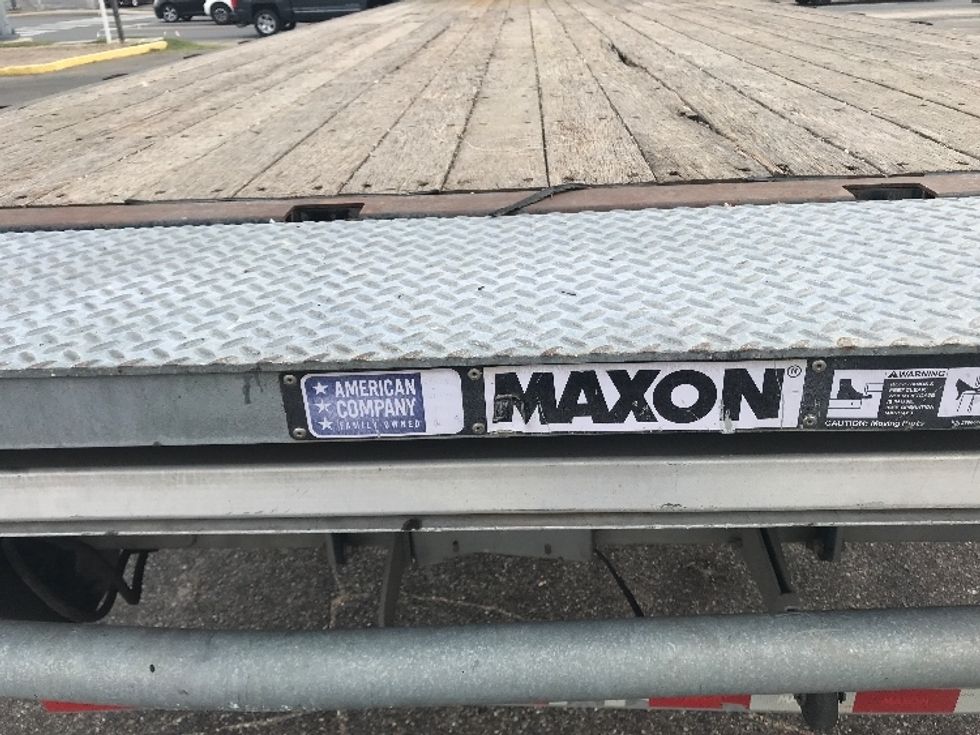 AMERICAN
COMPANY
FAMILY OWNED
MAXON®
WARNING
CAUTION: Moving Parts